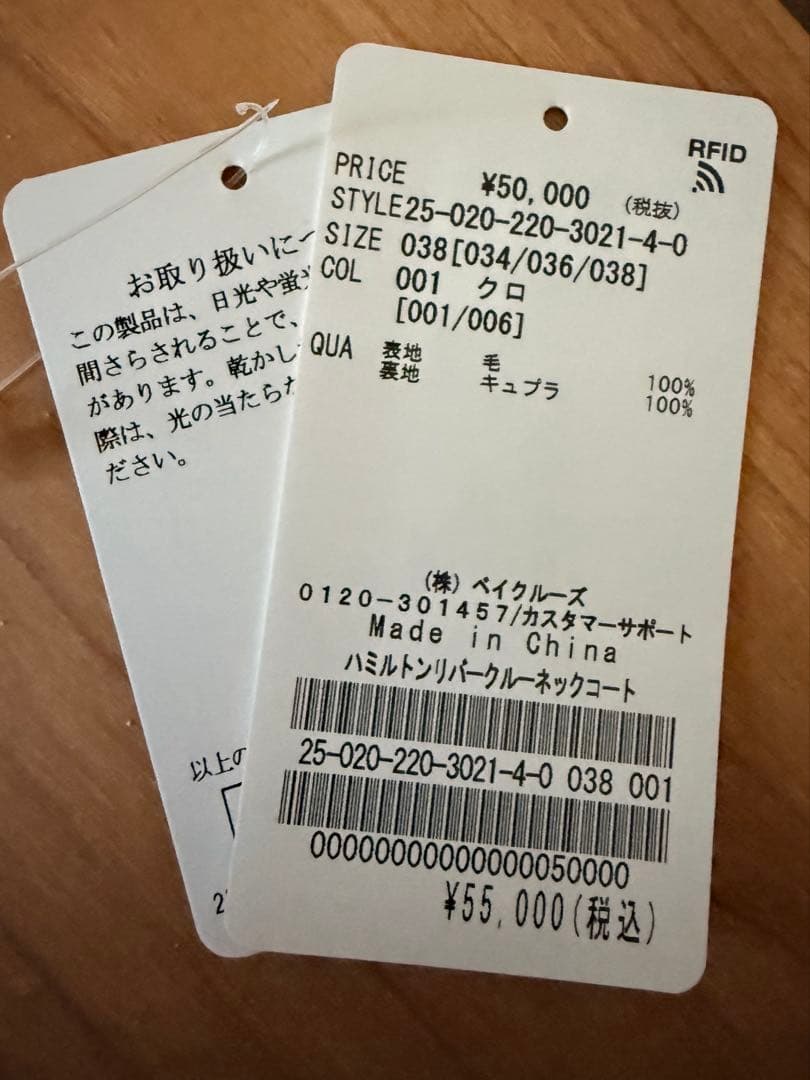 RFID
PRICE ¥50,000 (税抜)
STYLE25-020-220-3021-4-0
SIZE 038[034/036/038]
COL 001 クロ
[001/006]
QUA 表地 毛 100%
裏地 キュプラ 100%
(株) ベイクルーズ
0120-301457/カスタマーサポート
Made in China
ハミルトンリバークルーネックコート
25-020-220-3021-4-0 038 001
00000000000000050000
¥55,000(税込)
お取り扱いに
この製品は、日光や蛍
間さらされることで、
があります。乾かし
際は、光の当たら
ださい。
以上の